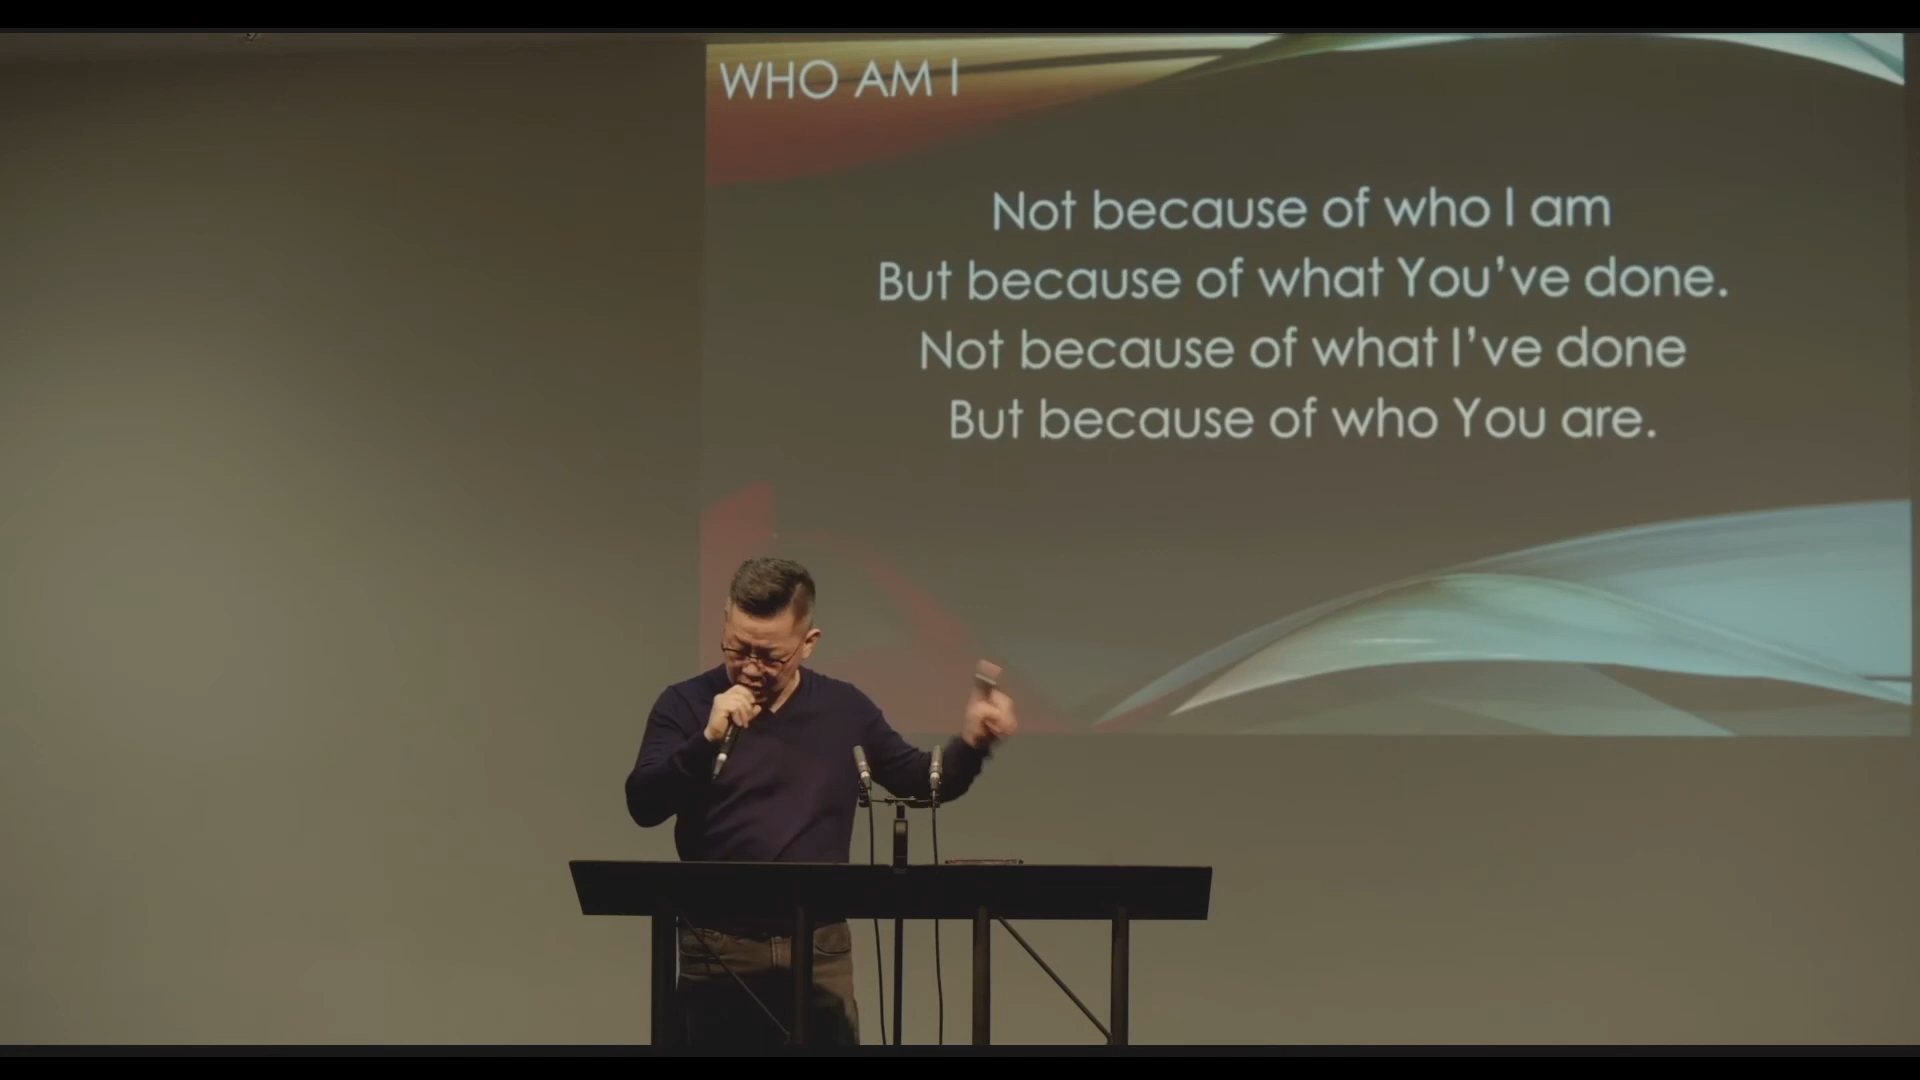 WHO AM I
Not because of who I am
But because of what You’ve done.
Not because of what I’ve done
But because of who You are.